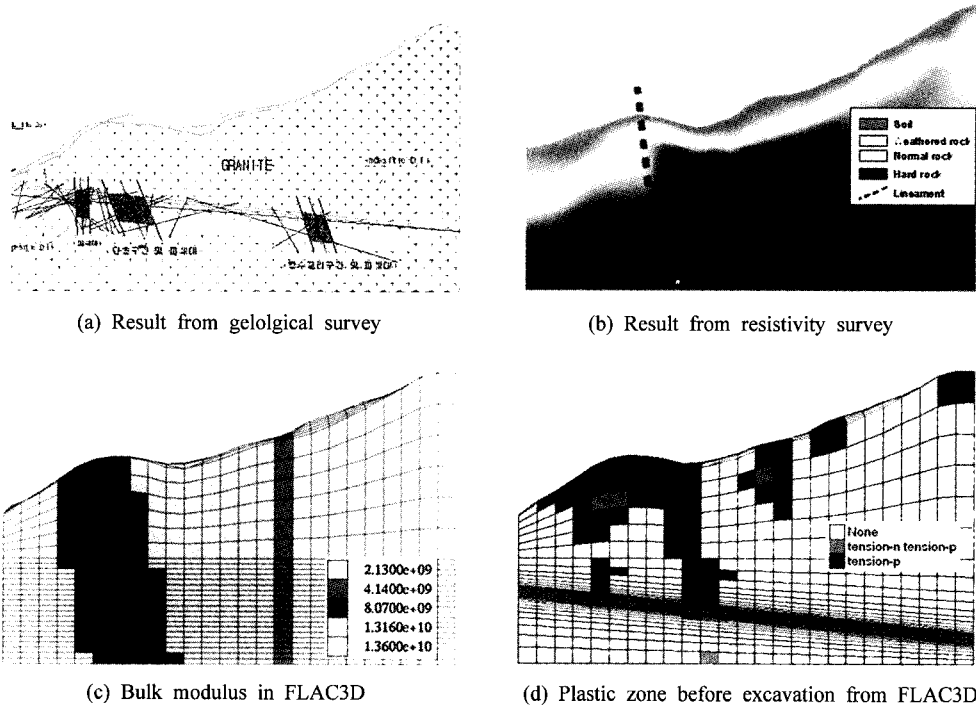 GRANITE
Soil
Normal rock
Hard rock
Lineament
(a) Result from gelolgical survey
(b) Result from resistivity survey
2.1300e+09
4.1400e+09
8.0700e+09
1.3160e+10
1.3600e+10
None
tension-n tension-p
tension-p
(c) Bulk modulus in FLAC3D
(d) Plastic zone before excavation from FLAC3D